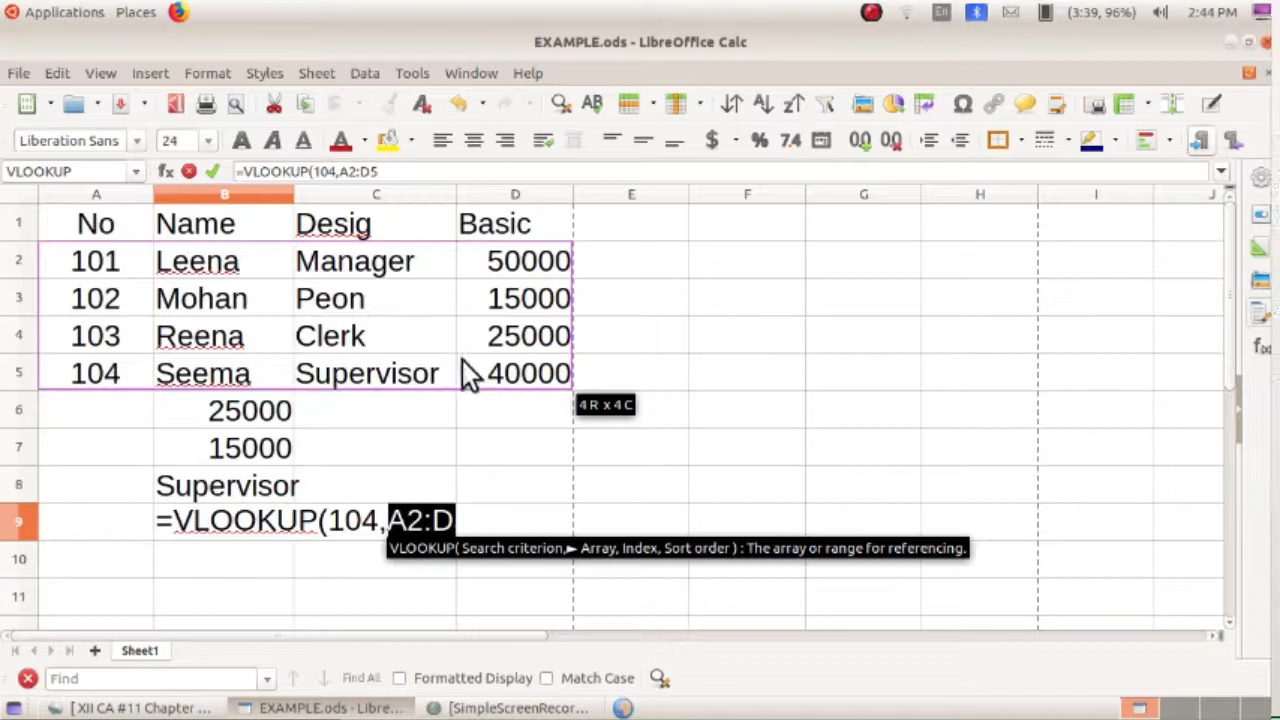 Applications Places En (3:39, 96%) 2:44 PM
EXAMPLE.ods - LibreOffice Calc
File Edit View Insert Format Styles Sheet Data Tools Window Help
Liberation Sans 24 $ % 7.4
VLOOKUP =VLOOKUP(104,A2:D5
A B C D E F G H I J
1 No Name Desig Basic
2 101 Leena Manager 50000
3 102 Mohan Peon 15000
4 103 Reena Clerk 25000
5 104 Seema Supervisor 40000
6 25000 4 R x 4 C
7 15000
8 Supervisor
9 =VLOOKUP(104,A2:D
VLOOKUP( Search criterion,► Array, Index, Sort order ) : The array or range for referencing.
10
11
Sheet1
Find Find All Formatted Display Match Case
[ XII CA #11 Chapter ... EXAMPLE.ods - Libre... [SimpleScreenRecor...